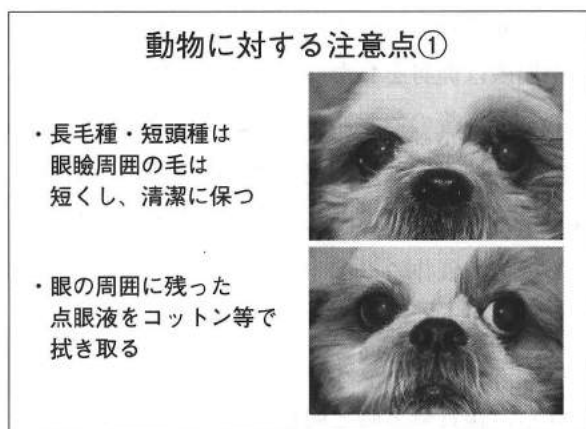 動物に対する注意点①
・長毛種・短頭種は
眼瞼周囲の毛は
短くし、清潔に保つ
・眼の周囲に残った
点眼液をコットン等で
拭き取る